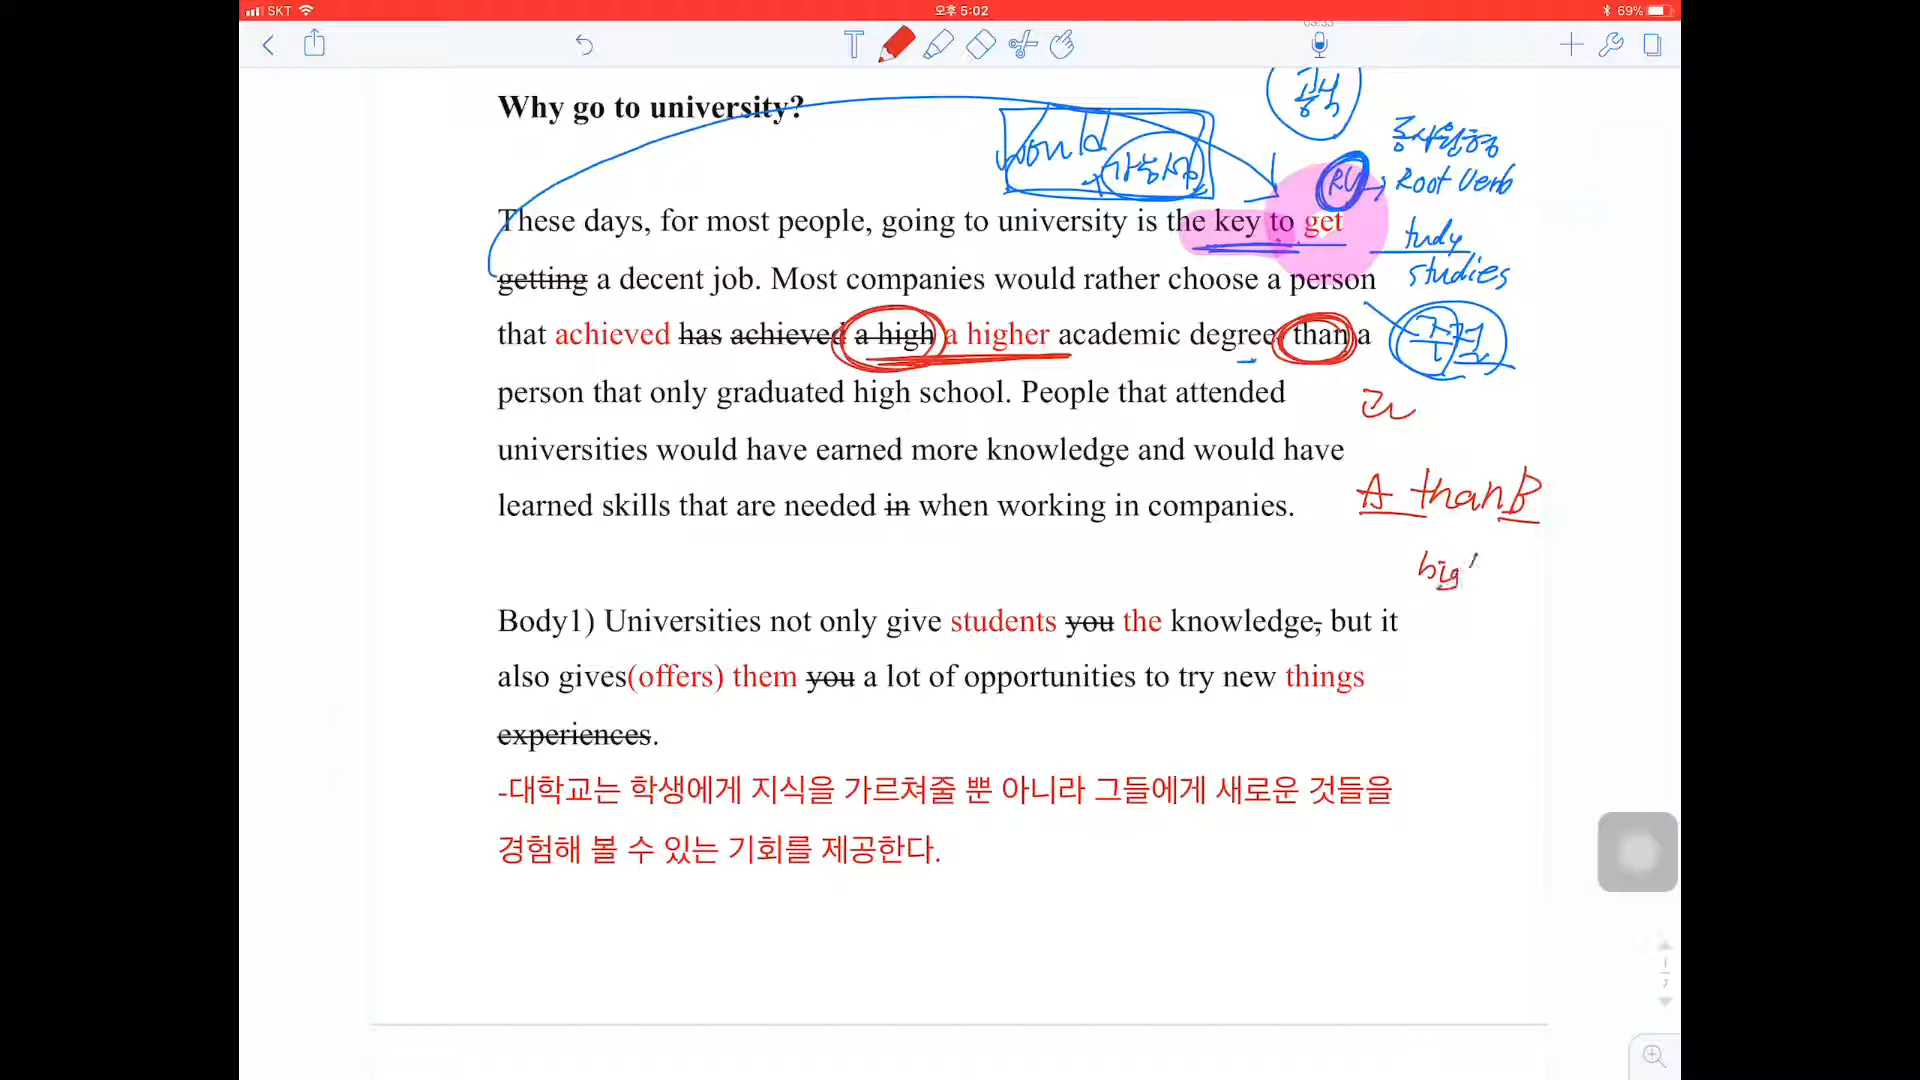 SKT 오후 5:02 69%
T
Why go to university?
would
가능성
공식
동사원형
RV → Root Verb
These days, for most people, going to university is the key to get
tudy
studies
getting a decent job. Most companies would rather choose a person
that achieved has achieved a high a higher academic degree than a
person that only graduated high school. People that attended
universities would have earned more knowledge and would have
learned skills that are needed in when working in companies.
A than B
big
Body1) Universities not only give students you the knowledge, but it
also gives(offers) them you a lot of opportunities to try new things
experiences.
-대학교는 학생에게 지식을 가르쳐줄 뿐 아니라 그들에게 새로운 것들을
경험해 볼 수 있는 기회를 제공한다.